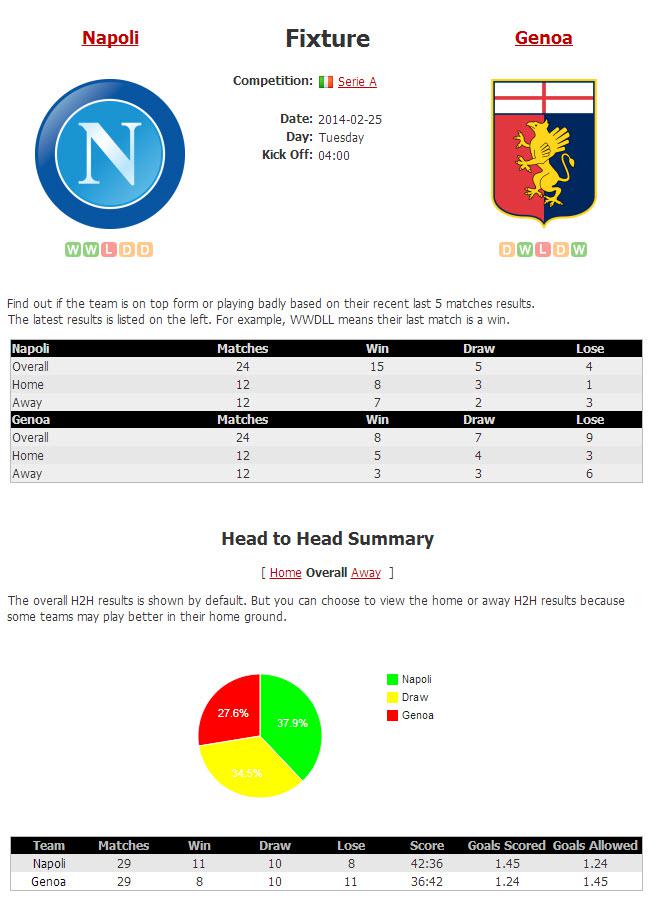 Napoli
Fixture
Genoa
Competition: Serie A
Date: 2014-02-25
Day: Tuesday
Kick Off: 04:00
N
W W L D D
D W L D W
Find out if the team is on top form or playing badly based on their recent last 5 matches results.
The latest results is listed on the left. For example, WWDLL means their last match is a win.
Napoli Matches Win Draw Lose
Overall 24 15 5 4
Home 12 8 3 1
Away 12 7 2 3
Genoa Matches Win Draw Lose
Overall 24 8 7 9
Home 12 5 4 3
Away 12 3 3 6
Head to Head Summary
[ Home Overall Away ]
The overall H2H results is shown by default. But you can choose to view the home or away H2H results because
some teams may play better in their home ground.
Napoli
Draw
Genoa
27.6%
37.9%
34.5%
Team Matches Win Draw Lose Score Goals Scored Goals Allowed
Napoli 29 11 10 8 42:36 1.45 1.24
Genoa 29 8 10 11 36:42 1.24 1.45